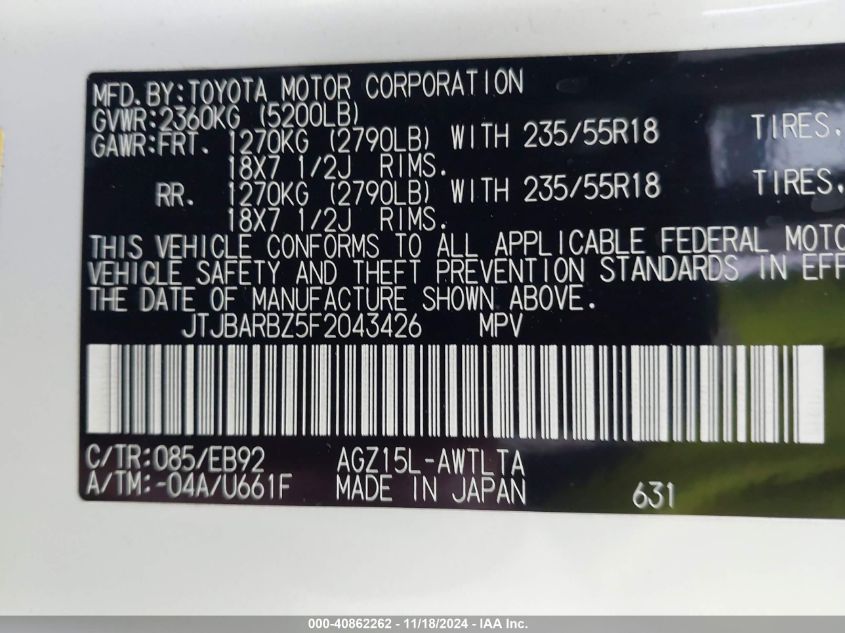 MFD.BY:TOYOTA MOTOR CORPORATION
GVWR:2360KG (5200LB)
GAWR:FRT. 1270KG (2790LB) WITH 235/55R18 TIRES.
18X7 1/2J RIMS.
RR. 1270KG (2790LB) WITH 235/55R18 TIRES.
18X7 1/2J RIMS.
THIS VEHICLE CONFORMS TO ALL APPLICABLE FEDERAL MOTO
VEHICLE SAFETY AND THEFT PREVENTION STANDARDS IN EFF
THE DATE OF MANUFACTURE SHOWN ABOVE.
JTJBARBZ5F2043426 MPV
C/TR:085/EB92 AGZ15L-AWTLTA
A/TM:-04A/U661F MADE IN JAPAN 631
000-40862262 - 11/18/2024 - IAA Inc.